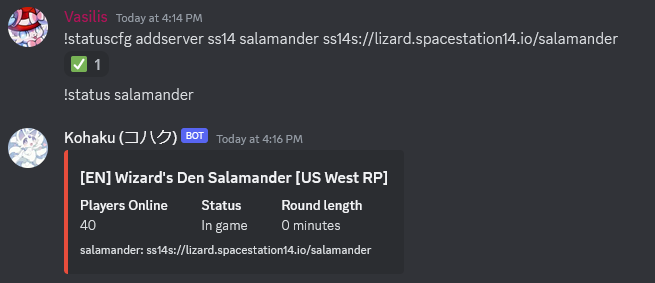 Vasilis Today at 4:14 PM
!statuscfg addserver ss14 salamander ss14s://lizard.spacestation14.io/salamander
✅ 1
!status salamander
Kohaku (コハク) BOT Today at 4:16 PM
[EN] Wizard's Den Salamander [US West RP]
Players Online Status Round length
40 In game 0 minutes
salamander: ss14s://lizard.spacestation14.io/salamander